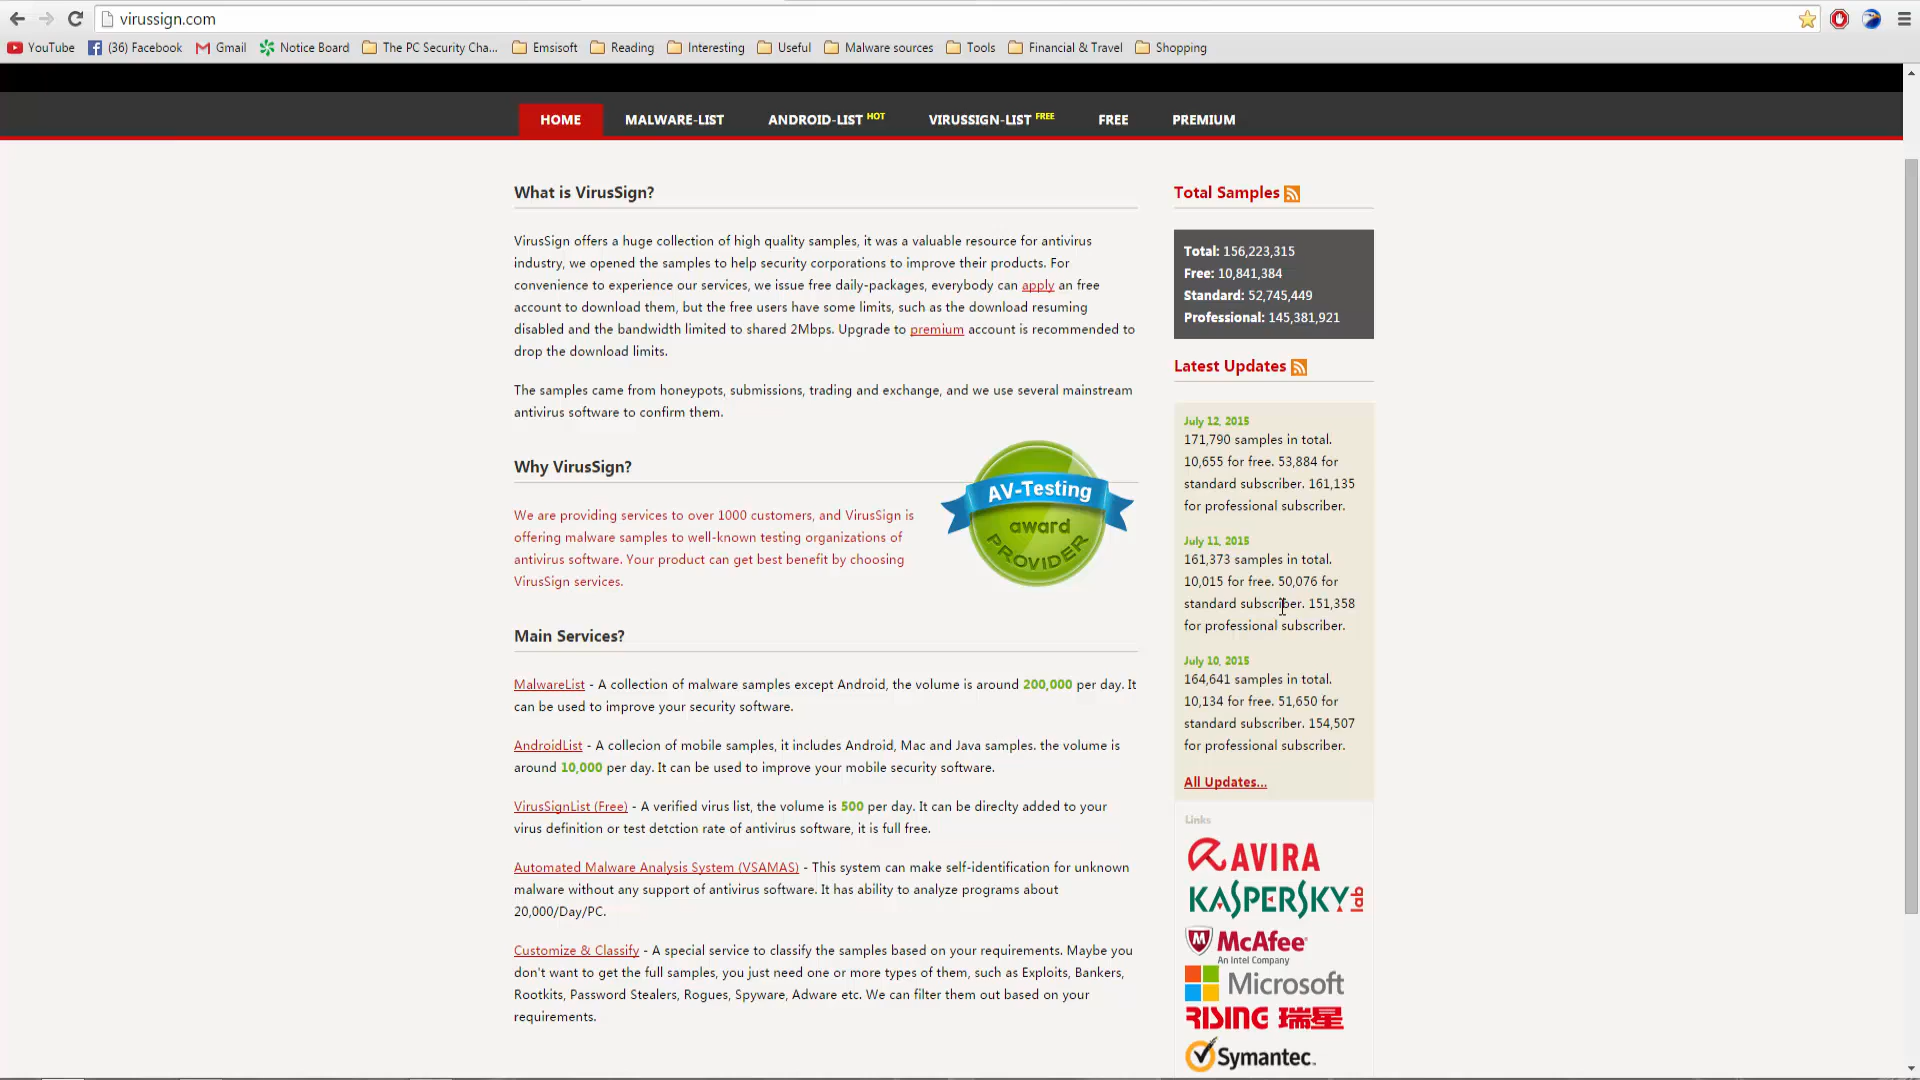 virussign.com
YouTube
(36) Facebook
Gmail
Notice Board
The PC Security Cha...
Emsisoft
Reading
Interesting
Useful
Malware sources
Tools
Financial & Travel
Shopping
HOME
MALWARE-LIST
ANDROID-LIST HOT
VIRUSSIGN-LIST FREE
FREE
PREMIUM
What is VirusSign?
VirusSign offers a huge collection of high quality samples, it was a valuable resource for antivirus
industry, we opened the samples to help security corporations to improve their products. For
convenience to experience our services, we issue free daily-packages, everybody can apply an free
account to download them, but the free users have some limits, such as the download resuming
disabled and the bandwidth limited to shared 2Mbps. Upgrade to premium account is recommended to
drop the download limits.
The samples came from honeypots, submissions, trading and exchange, and we use several mainstream
antivirus software to confirm them.
Why VirusSign?
We are providing services to over 1000 customers, and VirusSign is
offering malware samples to well-known testing organizations of
antivirus software. Your product can get best benefit by choosing
VirusSign services.
AV-Testing
award
PROVIDER
Main Services?
MalwareList - A collection of malware samples except Android, the volume is around 200,000 per day. It
can be used to improve your security software.
AndroidList - A collecion of mobile samples, it includes Android, Mac and Java samples. the volume is
around 10,000 per day. It can be used to improve your mobile security software.
VirusSignList (Free) - A verified virus list, the volume is 500 per day. It can be direclty added to your
virus definition or test detction rate of antivirus software, it is full free.
Automated Malware Analysis System (VSAMAS) - This system can make self-identification for unknown
malware without any support of antivirus software. It has ability to analyze programs about
20,000/Day/PC.
Customize & Classify - A special service to classify the samples based on your requirements. Maybe you
don't want to get the full samples, you just need one or more types of them, such as Exploits, Bankers,
Rootkits, Password Stealers, Rogues, Spyware, Adware etc. We can filter them out based on your
requirements.
Total Samples
Total: 156,223,315
Free: 10,841,384
Standard: 52,745,449
Professional: 145,381,921
Latest Updates
July 12, 2015
171,790 samples in total.
10,655 for free. 53,884 for
standard subscriber. 161,135
for professional subscriber.
July 11, 2015
161,373 samples in total.
10,015 for free. 50,076 for
standard subscriber. 151,358
for professional subscriber.
July 10, 2015
164,641 samples in total.
10,134 for free. 51,650 for
standard subscriber. 154,507
for professional subscriber.
All Updates...
Links
AVIRA
KASPERSKY lab
McAfee
An Intel Company
Microsoft
RISING 瑞星
Symantec.